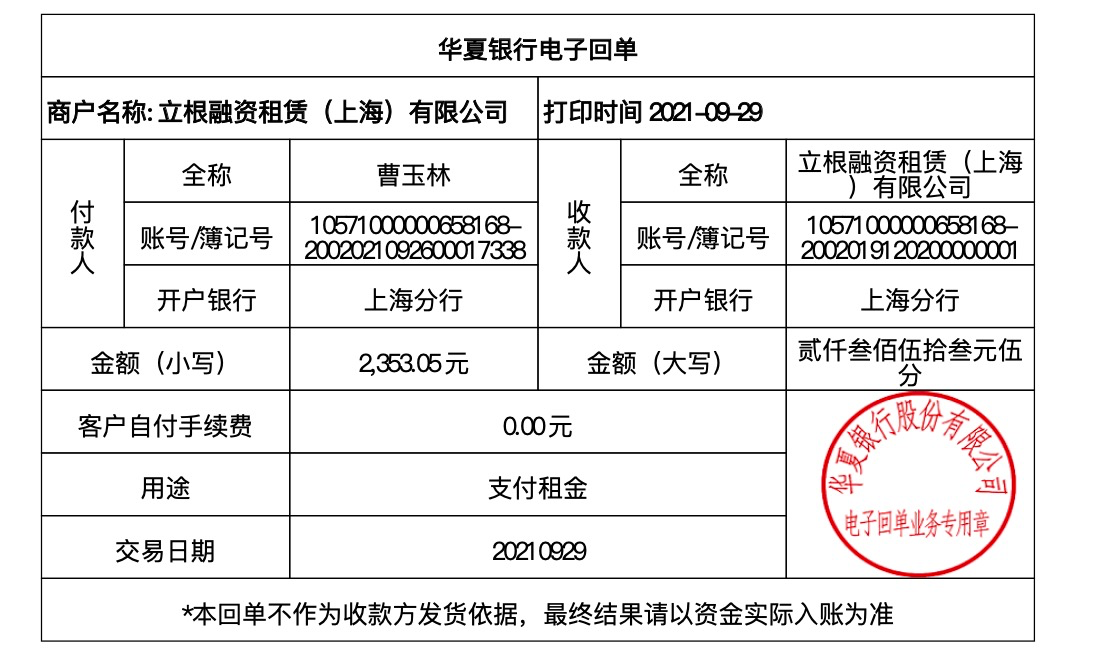 华夏银行电子回单
商户名称: 立根融资租赁（上海）有限公司
打印时间 2021-09-29
付款人
全称
曹玉林
收款人
全称
立根融资租赁（上海
）有限公司
账号/簿记号
10571000000658168-
2002021092600017338
账号/簿记号
10571000000658168-
2002019120200000001
开户银行
上海分行
开户银行
上海分行
金额（小写）
2,353.05 元
金额（大写）
贰仟叁佰伍拾叁元伍
分
客户自付手续费
0.00 元
用途
支付租金
交易日期
20210929
华夏银行股份有限公司
电子回单业务专用章
*本回单不作为收款方发货依据，最终结果请以资金实际入账为准